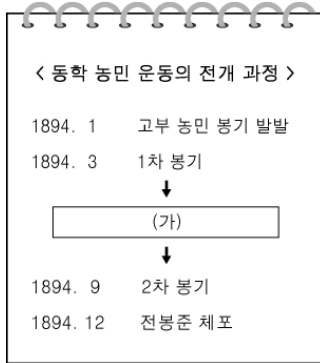 < 동학 농민 운동의 전개 과정 >
1894. 1 고부 농민 봉기 발발
1894. 3 1차 봉기
(가)
1894. 9 2차 봉기
1894. 12 전봉준 체포